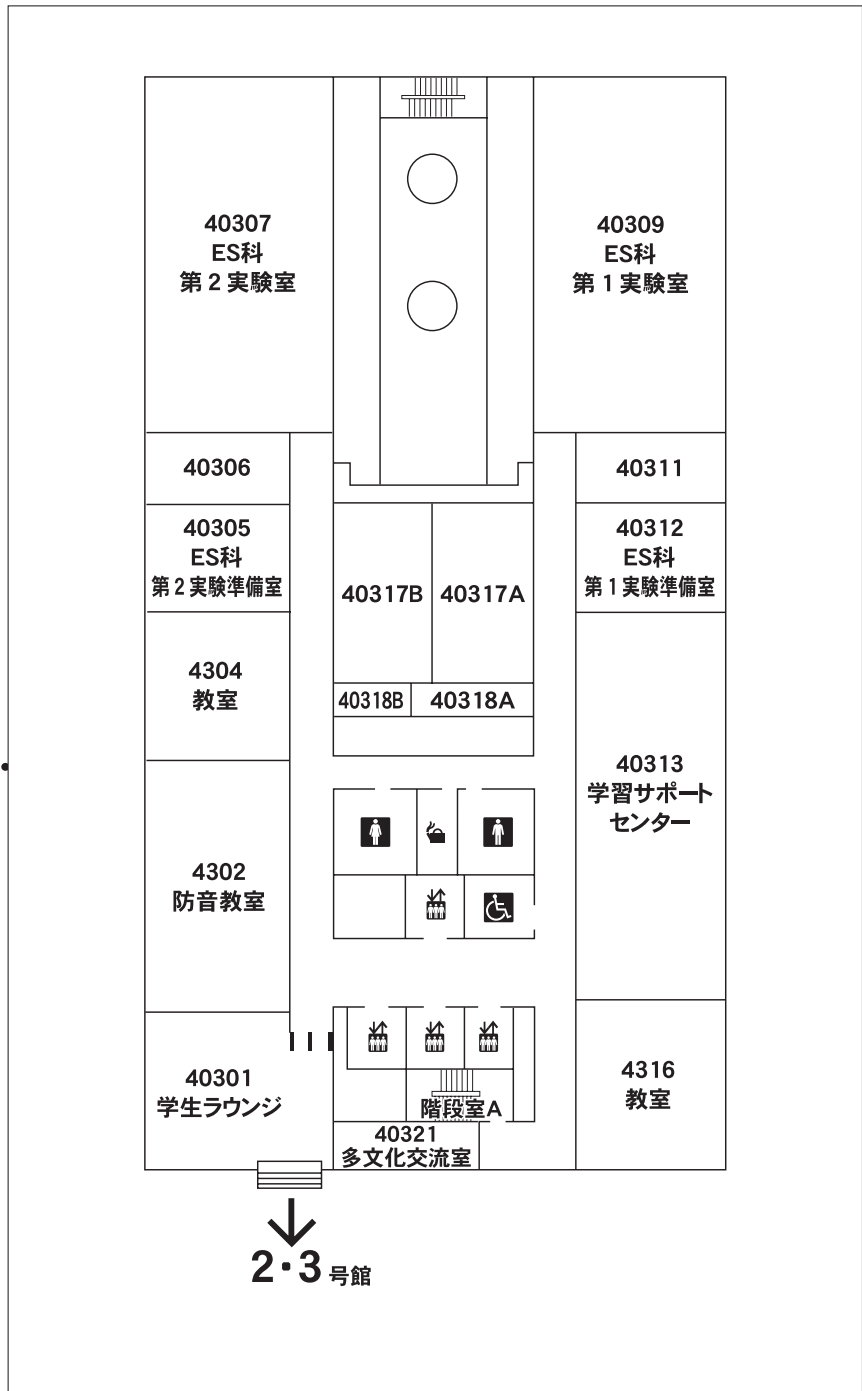 40307
ES科
第2実験室
40309
ES科
第1実験室
40306
40311
40305
ES科
第2実験準備室
40312
ES科
第1実験準備室
40317B
40317A
4304
教室
40318B
40318A
40313
学習サポート
センター
4302
防音教室
40301
学生ラウンジ
階段室A
4316
教室
40321
多文化交流室
2・3号館